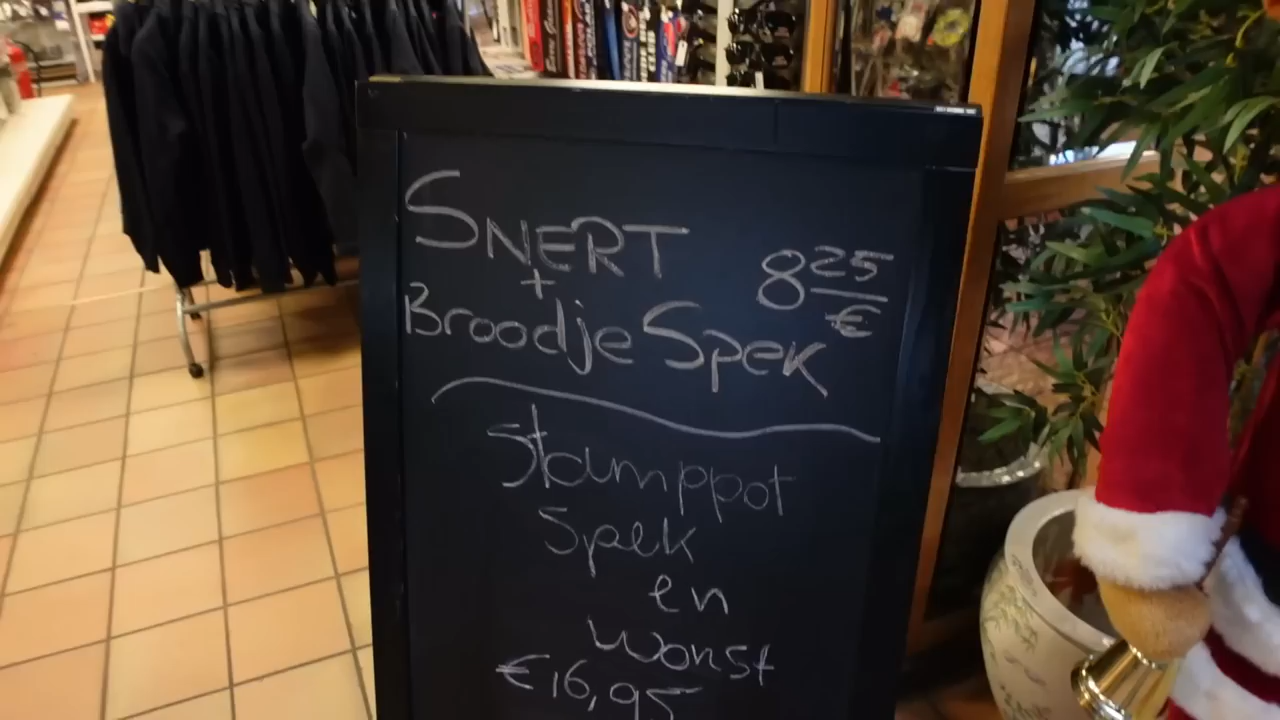 SNERT
+
8 25
€
Broodje Spek
Stamppot
Spek
en
worst
€16,95